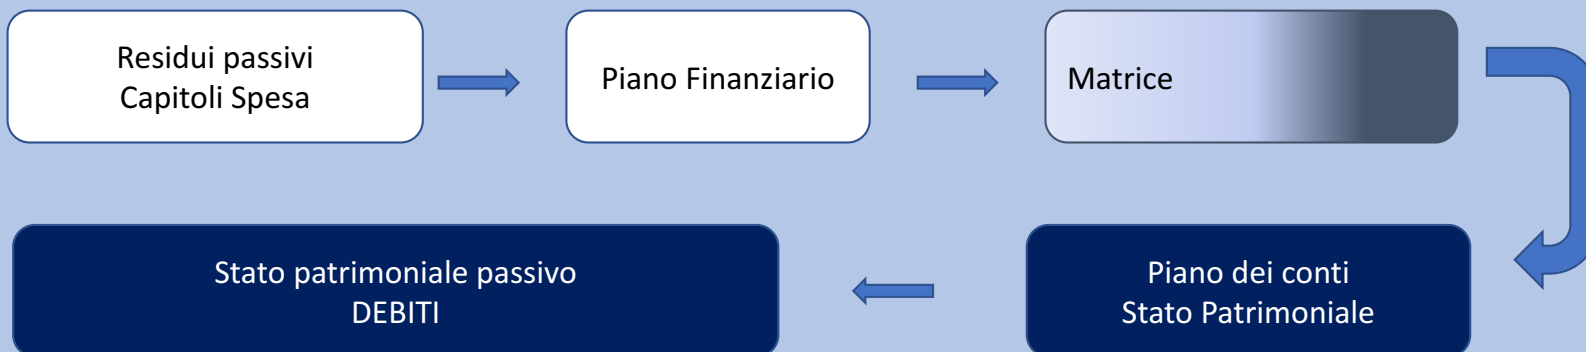 Residui passivi
Capitoli Spesa
Piano Finanziario
Matrice
Piano dei conti
Stato Patrimoniale
Stato patrimoniale passivo
DEBITI